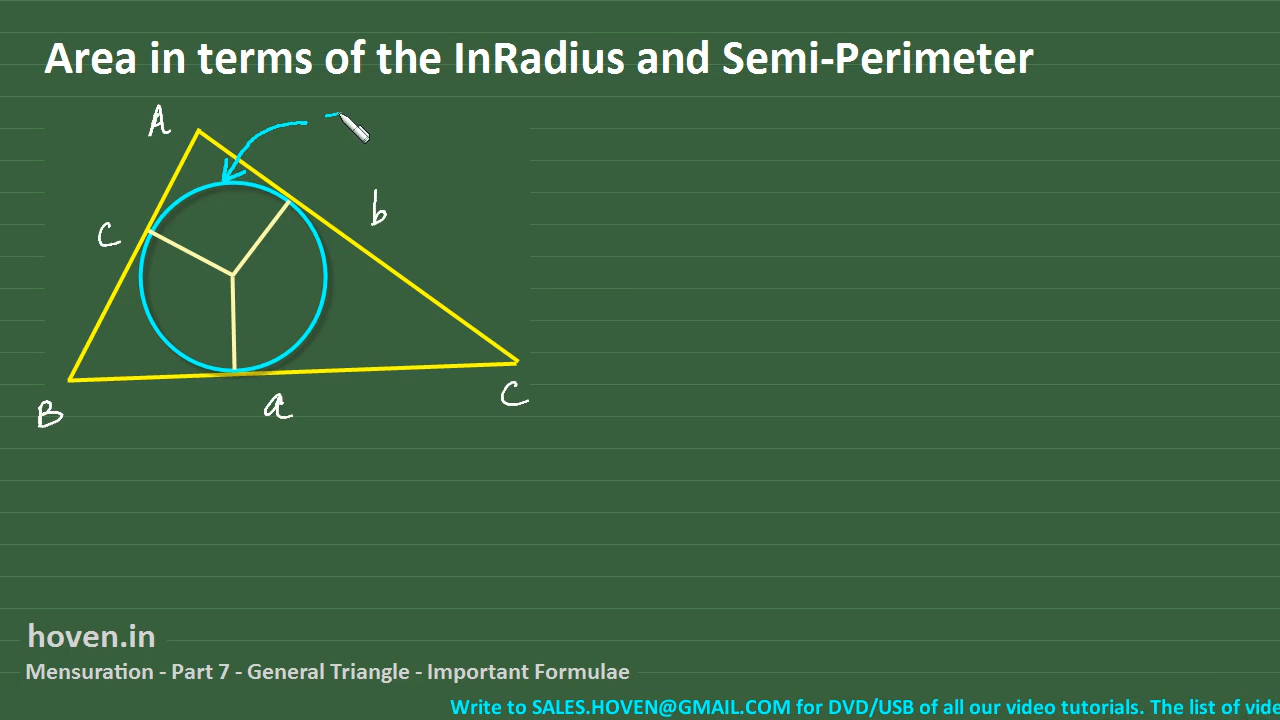 Area in terms of the InRadius and Semi-Perimeter
A
b
C
B
a
C
hoven.in
Mensuration - Part 7 - General Triangle - Important Formulae
Write to SALES.HOVEN@GMAIL.COM for DVD/USB of all our video tutorials. The list of vide